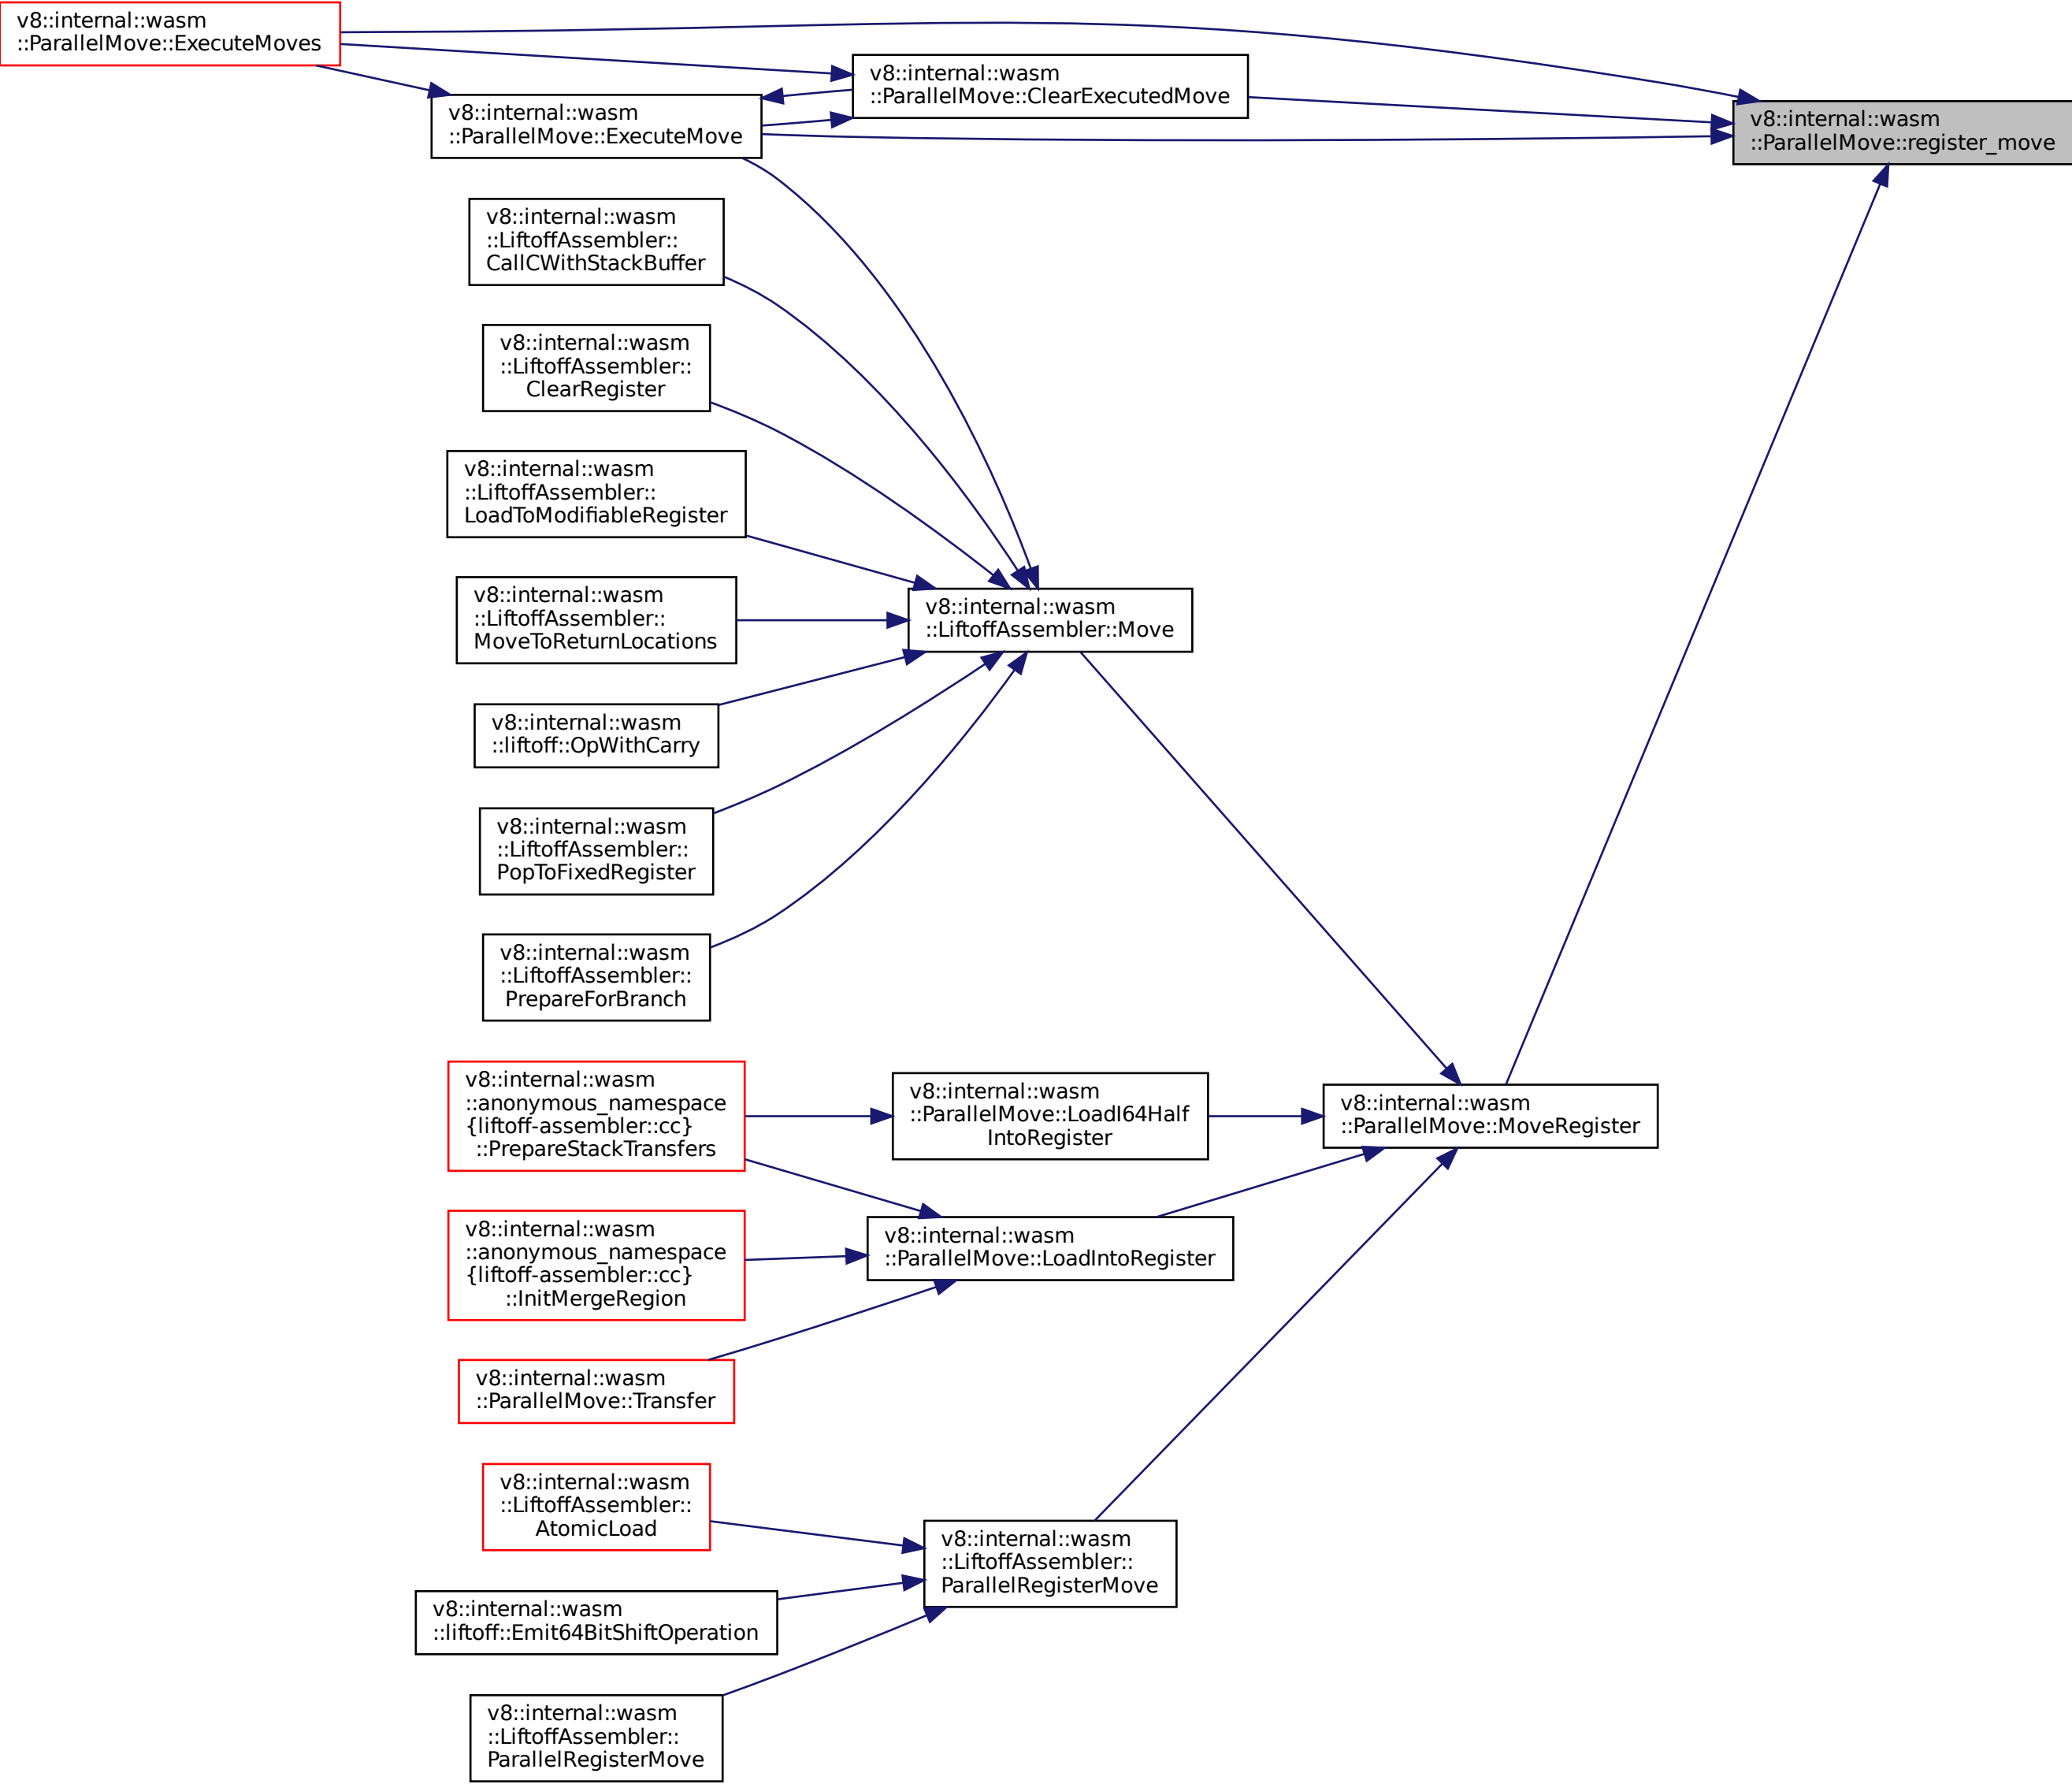 v8::internal::wasm
::ParallelMove::ExecuteMoves
v8::internal::wasm
::ParallelMove::ClearExecutedMove
v8::internal::wasm
::ParallelMove::ExecuteMove
v8::internal::wasm
::ParallelMove::register_move
v8::internal::wasm
::LiftoffAssembler::
CallCWithStackBuffer
v8::internal::wasm
::LiftoffAssembler::
ClearRegister
v8::internal::wasm
::LiftoffAssembler::
LoadToModifiableRegister
v8::internal::wasm
::LiftoffAssembler::
MoveToReturnLocations
v8::internal::wasm
::LiftoffAssembler::Move
v8::internal::wasm
::liftoff::OpWithCarry
v8::internal::wasm
::LiftoffAssembler::
PopToFixedRegister
v8::internal::wasm
::LiftoffAssembler::
PrepareForBranch
v8::internal::wasm
::anonymous_namespace
{liftoff-assembler::cc}
::PrepareStackTransfers
v8::internal::wasm
::ParallelMove::LoadI64Half
IntoRegister
v8::internal::wasm
::ParallelMove::MoveRegister
v8::internal::wasm
::anonymous_namespace
{liftoff-assembler::cc}
::InitMergeRegion
v8::internal::wasm
::ParallelMove::LoadIntoRegister
v8::internal::wasm
::ParallelMove::Transfer
v8::internal::wasm
::LiftoffAssembler::
AtomicLoad
v8::internal::wasm
::LiftoffAssembler::
ParallelRegisterMove
v8::internal::wasm
::liftoff::Emit64BitShiftOperation
v8::internal::wasm
::LiftoffAssembler::
ParallelRegisterMove